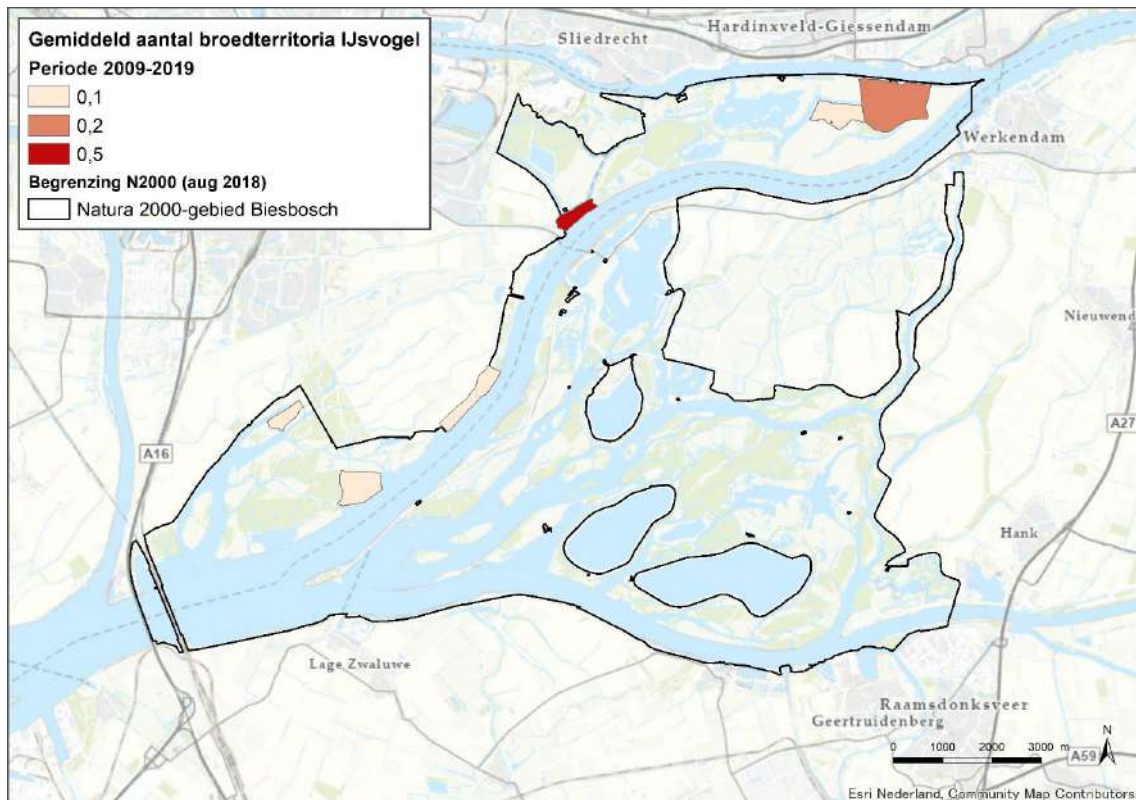 Gemiddeld aantal broedterritoria IJsvogel
Periode 2009-2019
0,1
0,2
0,5
Begrenzing N2000 (aug 2018)
Natura 2000-gebied Biesbosch
Hardinxveld-Giessendam
Sliedrecht
Werkendam
Nieuwend
A27
A16
Hank
Lage Zwaluwe
Raamsdonksveer
Geertruidenberg
N
0 1000 2000 3000 m
A59
Esri Nederland, Community Map Contributors